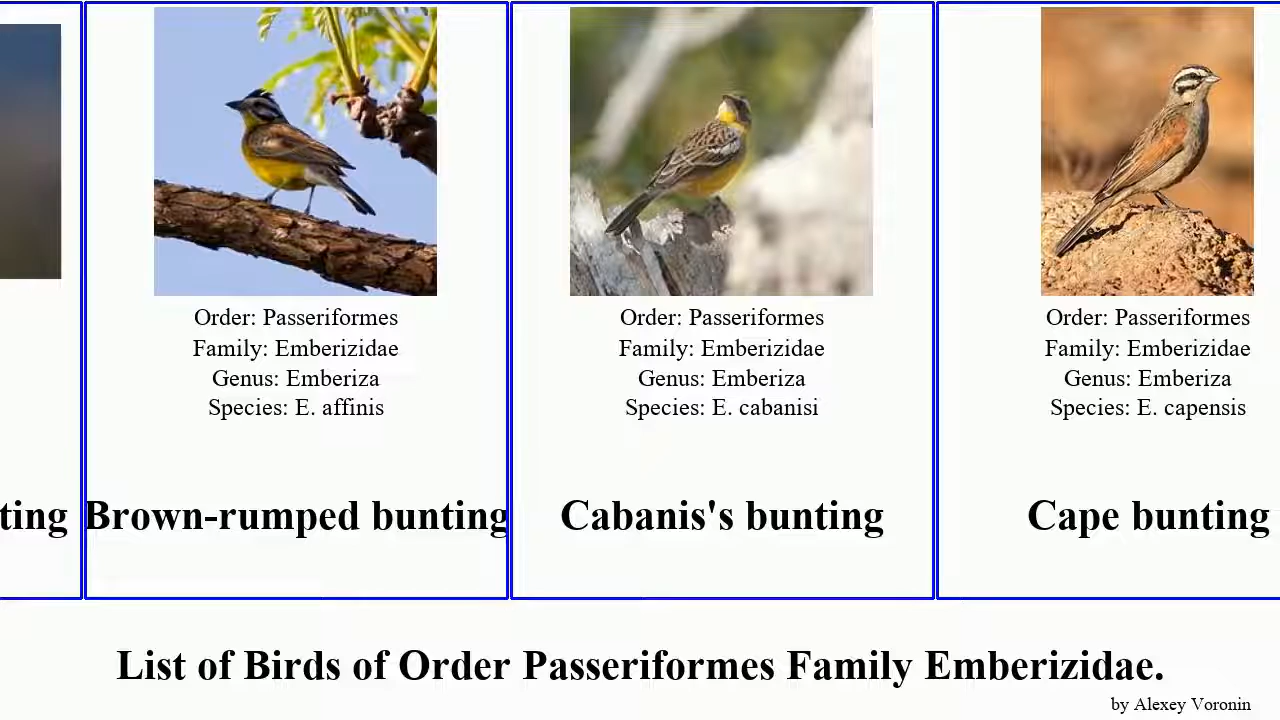 Order: Passeriformes
Family: Emberizidae
Genus: Emberiza
Species: E. affinis
Brown-rumped bunting
Order: Passeriformes
Family: Emberizidae
Genus: Emberiza
Species: E. cabanisi
Cabanis's bunting
Order: Passeriformes
Family: Emberizidae
Genus: Emberiza
Species: E. capensis
Cape bunting
List of Birds of Order Passeriformes Family Emberizidae.
by Alexey Voronin